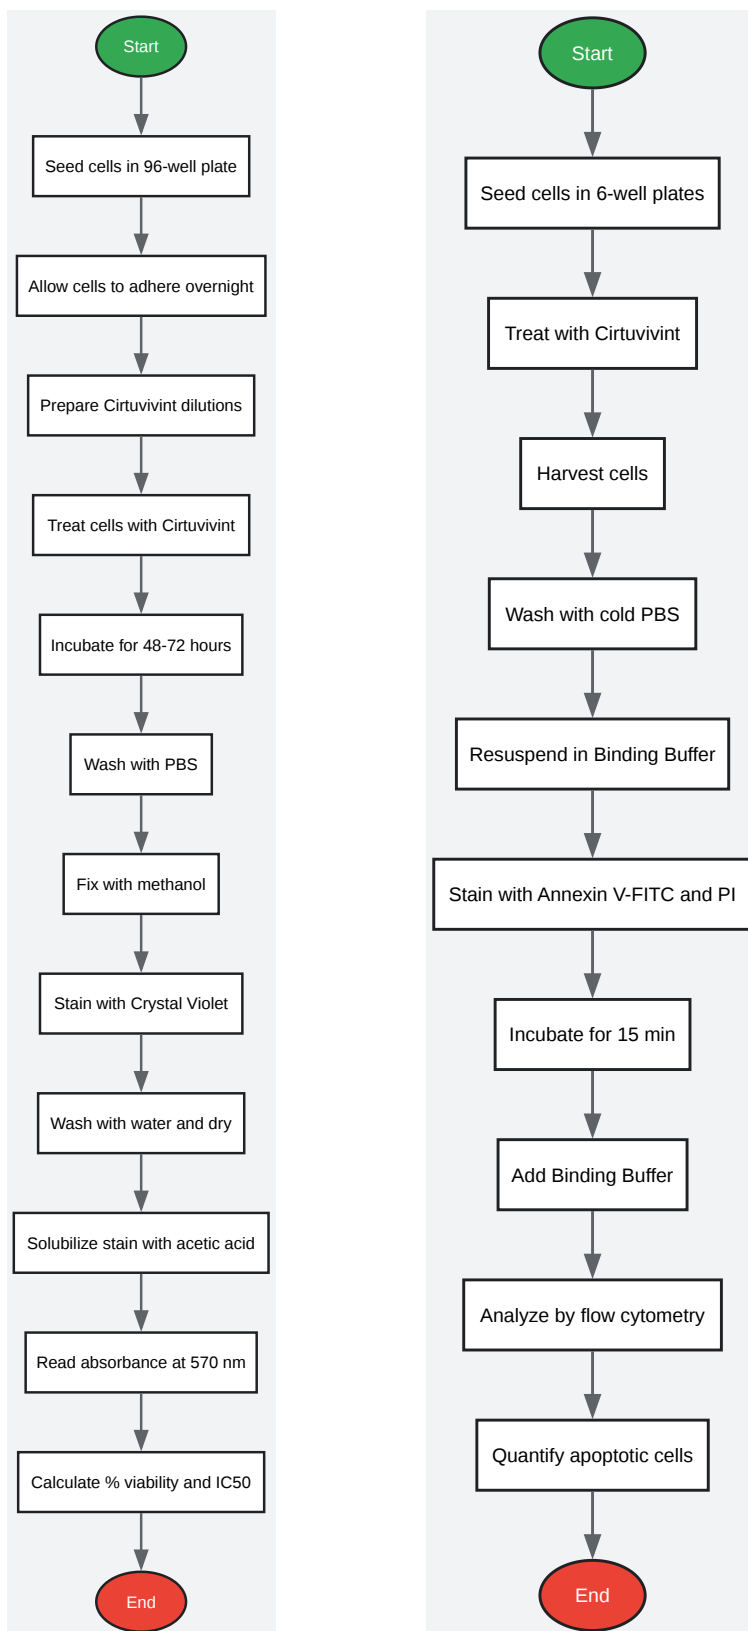 Start
Seed cells in 96-well plate
Allow cells to adhere overnight
Prepare Cirtuvivint dilutions
Treat cells with Cirtuvivint
Incubate for 48-72 hours
Wash with PBS
Fix with methanol
Stain with Crystal Violet
Wash with water and dry
Solubilize stain with acetic acid
Read absorbance at 570 nm
Calculate % viability and IC50
End
Start
Seed cells in 6-well plates
Treat with Cirtuvivint
Harvest cells
Wash with cold PBS
Resuspend in Binding Buffer
Stain with Annexin V-FITC and PI
Incubate for 15 min
Add Binding Buffer
Analyze by flow cytometry
Quantify apoptotic cells
End